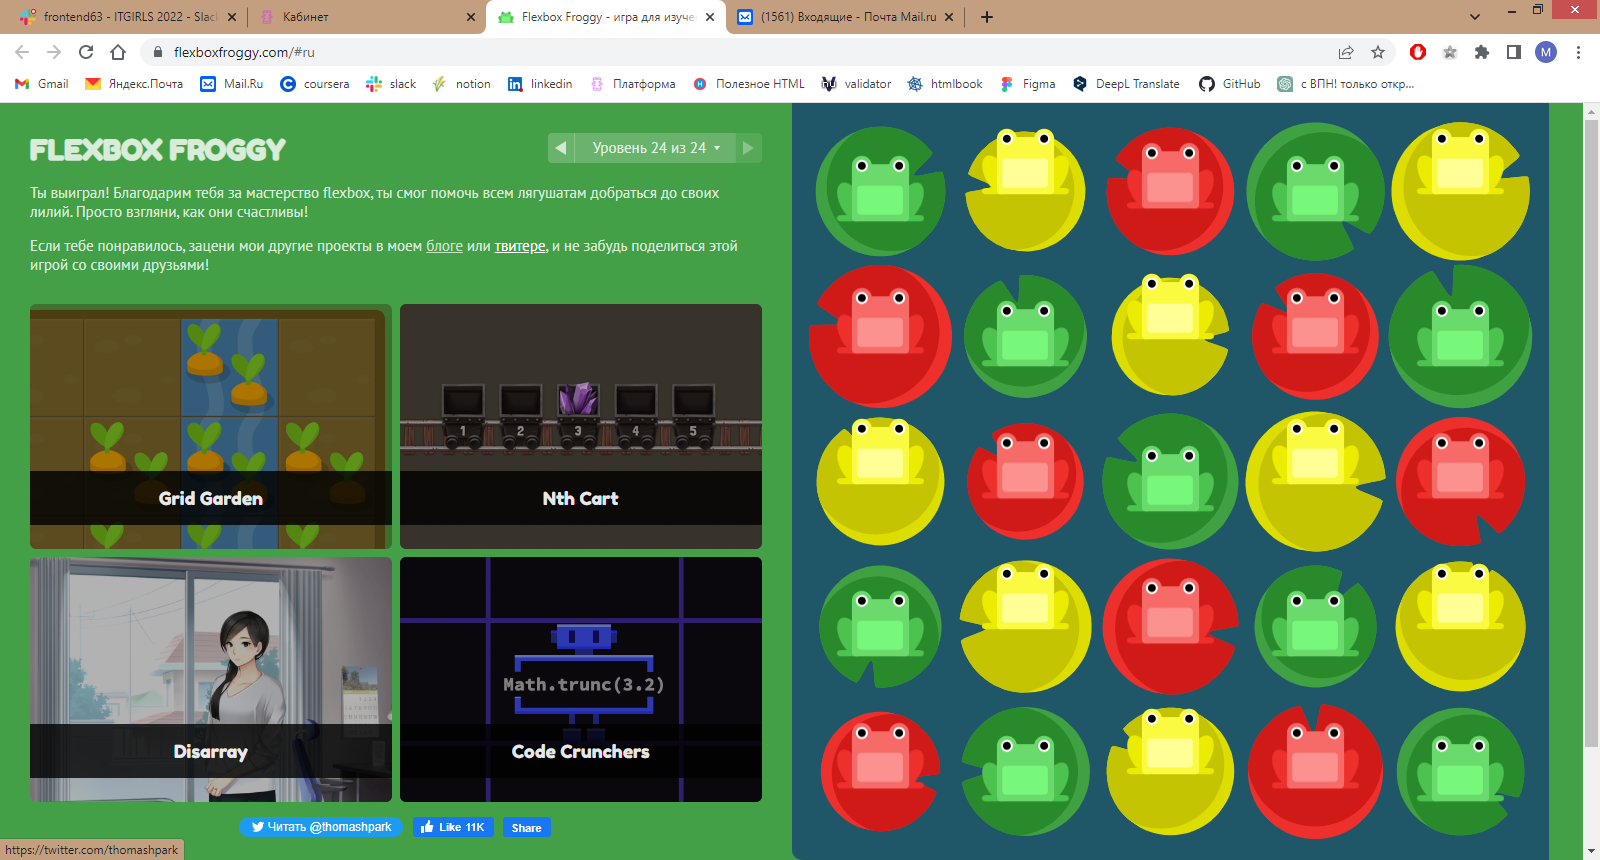 frontend63 - ITGIRLS 2022 - Slac
Кабинет
Flexbox Froggy - игра для изуче
(1561) Входящие - Почта Mail.ru
flexboxfroggy.com/#ru
M
Gmail
Яндекс.Почта
Mail.Ru
coursera
slack
notion
linkedin
Платформа
Полезное HTML
validator
htmlbook
Figma
DeepL Translate
GitHub
с ВПН! только откр...
FLEXBOX FROGGY
Уровень 24 из 24
Ты выиграл! Благодарим тебя за мастерство flexbox, ты смог помочь всем лягушатам добраться до своих
лилий. Просто взгляни, как они счастливы!
Если тебе понравилось, зацени мои другие проекты в моем блоге или твитере, и не забудь поделиться этой
игрой со своими друзьями!
1 2 3 4 5
Grid Garden
Nth Cart
Math.trunc(3.2)
Disarray
Code Crunchers
Читать @thomashpark
Like 11K
Share
https://twitter.com/thomashpark